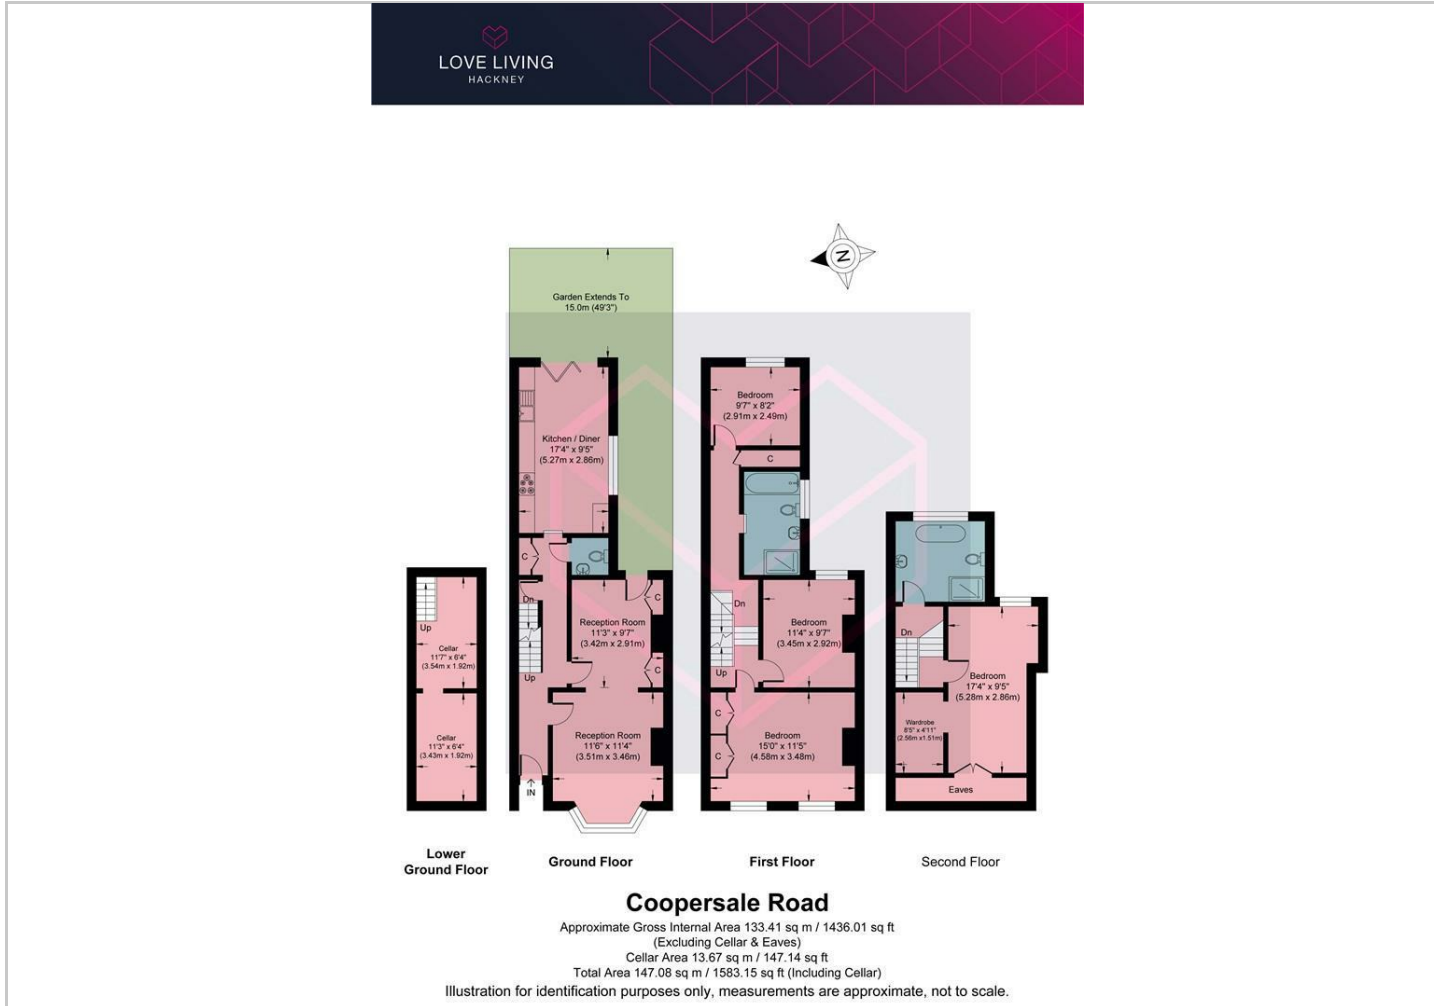 LOVE LIVING
HACKNEY
N
Garden Extends To
15.0m (49'3")
Kitchen / Diner
17'4" x 9'5"
(5.27m x 2.86m)
C
Dn
Up
Reception Room
11'3" x 9'7"
(3.42m x 2.91m)
C
C
Reception Room
11'6" x 11'4"
(3.51m x 3.46m)
IN
Up
Cellar
11'7" x 6'4"
(3.54m x 1.92m)
Cellar
11'3" x 6'4"
(3.43m x 1.92m)
Bedroom
9'7" x 8'2"
(2.91m x 2.49m)
C
Dn
Up
Bedroom
11'4" x 9'7"
(3.45m x 2.92m)
C
C
Bedroom
15'0" x 11'5"
(4.58m x 3.48m)
Dn
Bedroom
17'4" x 9'5"
(5.28m x 2.86m)
Wardrobe
8'5" x 4'11"
(2.56m x1.51m)
Eaves
Lower
Ground Floor
Ground Floor
First Floor
Second Floor
Coopersale Road
Approximate Gross Internal Area 133.41 sq m / 1436.01 sq ft
(Excluding Cellar & Eaves)
Cellar Area 13.67 sq m / 147.14 sq ft
Total Area 147.08 sq m / 1583.15 sq ft (Including Cellar)
Illustration for identification purposes only, measurements are approximate, not to scale.